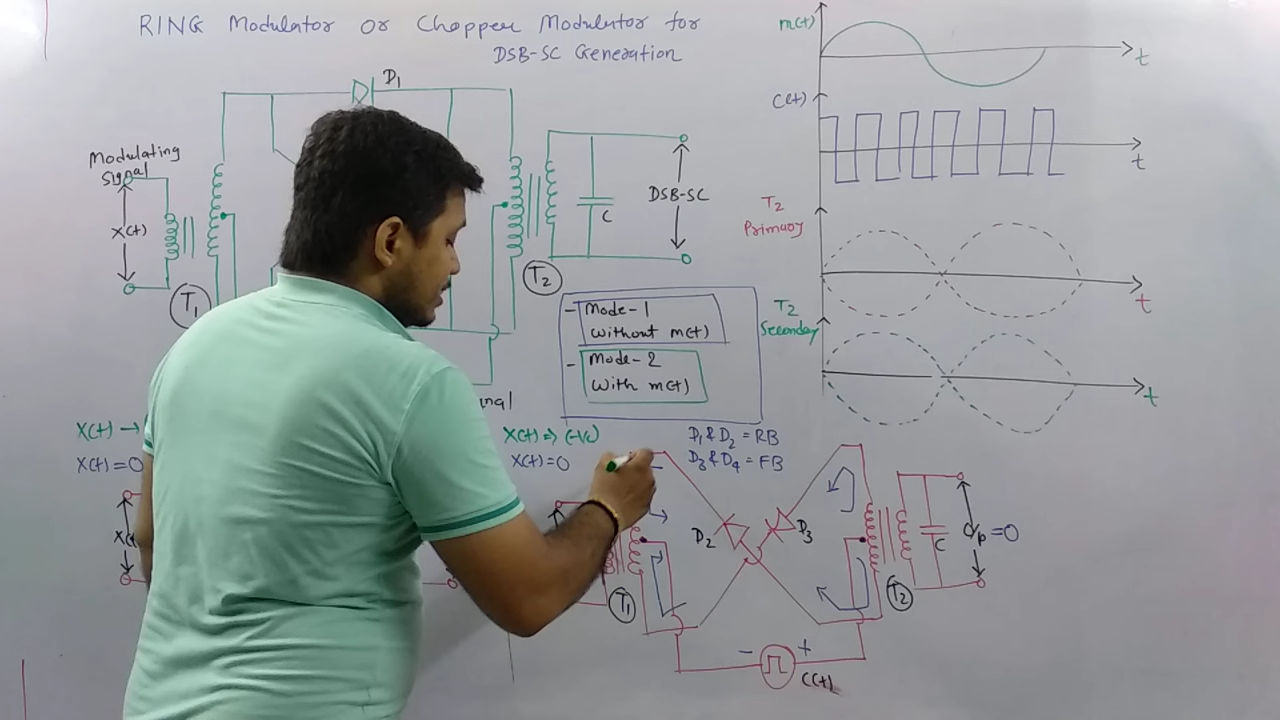 RING Modulator or Chopper Modulator for
DSB-SC Generation
D1
Modulating
signal
x(t)
T1
T2
C
DSB-SC
- Mode-1
without m(t)
- Mode-2
with m(t)
m(t)
t
c(t)
t
T2
Primary
t
T2
Secondary
t
x(t) →
x(t)=0
x(t) ⇒ (-ve)
x(t)=0
D1 & D2 = RB
D3 & D4 = FB
D2
D3
T1
T2
C
o/p=0
- +
c(t)